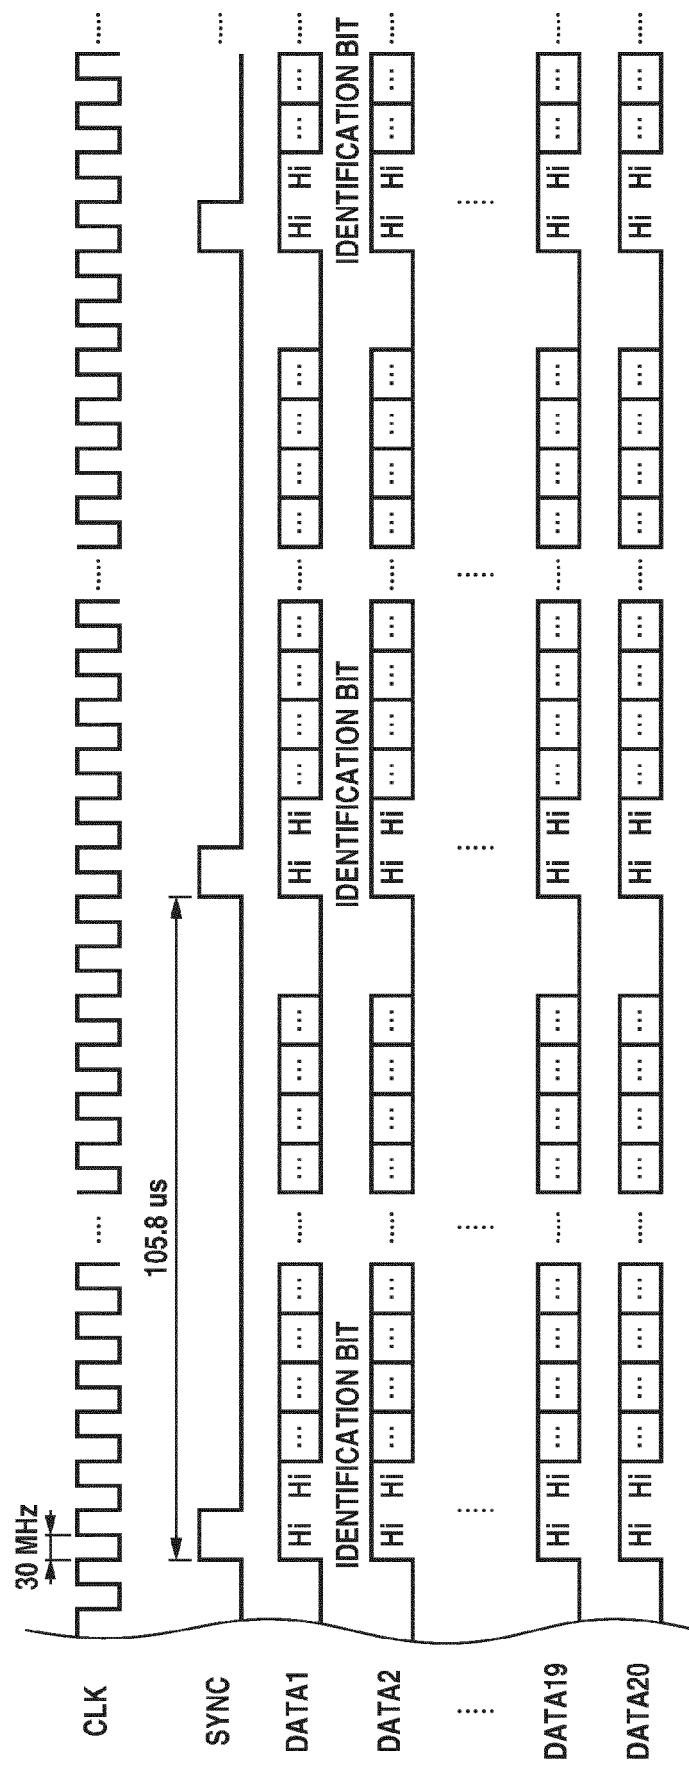 30 MHz
CLK ..... ..... .....
105.8 us
SYNC .....
DATA1 Hi Hi ... ... ... ... ..... ... ... ... ... Hi Hi ... ... ... ... ..... ... ... ... ... Hi Hi ... ... .....
IDENTIFICATION BIT IDENTIFICATION BIT IDENTIFICATION BIT
DATA2 Hi Hi ... ... ... ... ..... ... ... ... ... Hi Hi ... ... ... ... ..... ... ... ... ... Hi Hi ... ... .....
..... ..... ..... ..... ..... .....
DATA19 Hi Hi ... ... ... ... ..... ... ... ... ... Hi Hi ... ... ... ... ..... ... ... ... ... Hi Hi ... ... .....
DATA20 Hi Hi ... ... ... ... ..... ... ... ... ... Hi Hi ... ... ... ... ..... ... ... ... ... Hi Hi ... ... .....